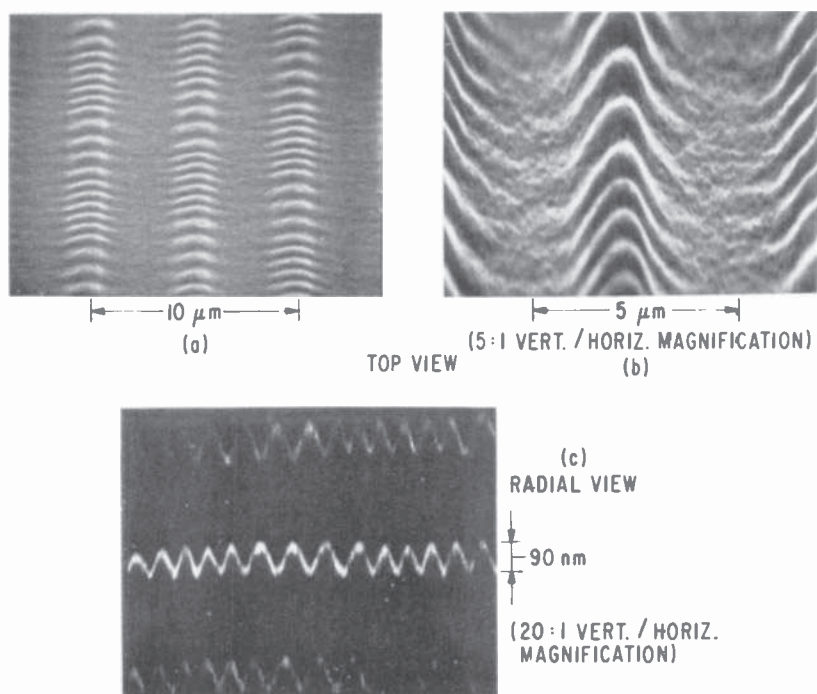 10 μm
(a)
5 μm
(5:1 VERT. / HORIZ. MAGNIFICATION)
(b)
TOP VIEW
(c)
RADIAL VIEW
90 nm
(20:1 VERT. / HORIZ.
MAGNIFICATION)